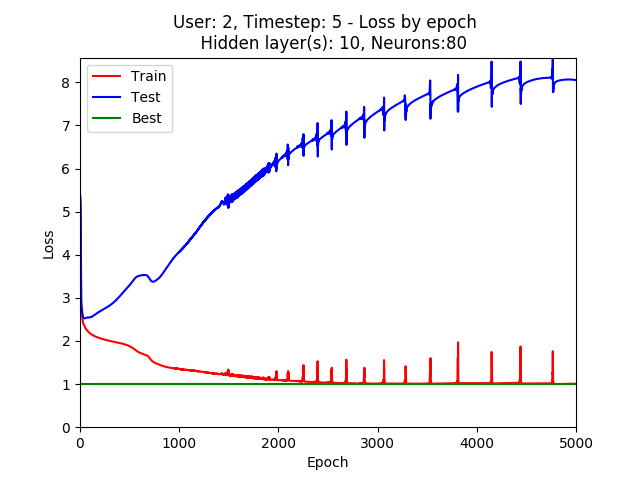 User: 2, Timestep: 5 - Loss by epoch
Hidden layer(s): 10, Neurons:80
Train
Test
Best
Loss
8
7
6
5
4
3
2
1
0
0 1000 2000 3000 4000 5000
Epoch